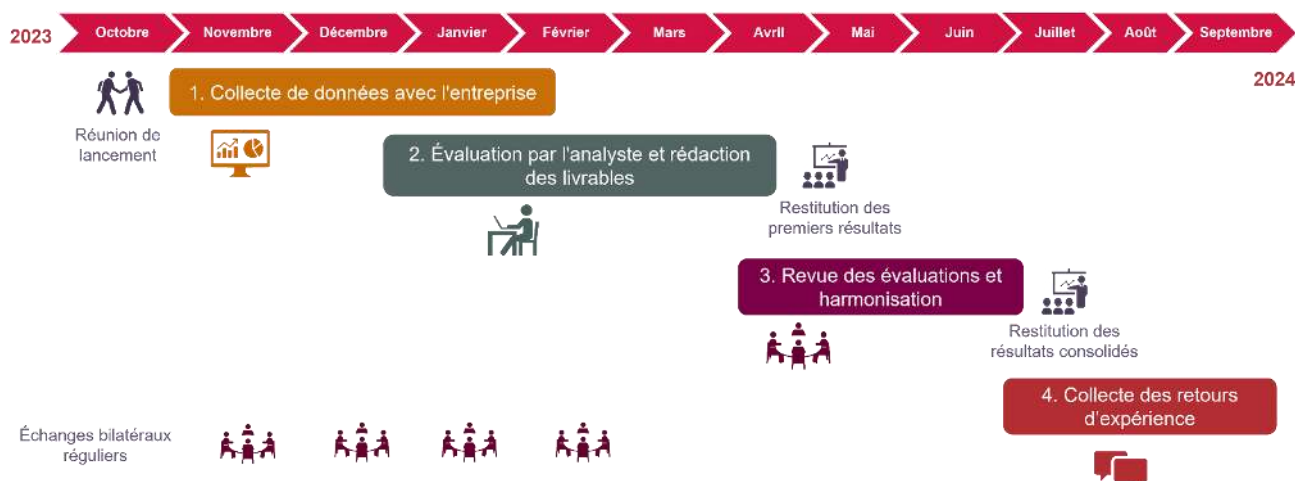 2023
Octobre
Novembre
Décembre
Janvier
Février
Mars
Avril
Mai
Juin
Juillet
Août
Septembre
2024
Réunion de
lancement
1. Collecte de données avec l'entreprise
2. Évaluation par l'analyste et rédaction
des livrables
Restitution des
premiers résultats
3. Revue des évaluations et
harmonisation
Restitution des
résultats consolidés
4. Collecte des retours
d'expérience
Échanges bilatéraux
réguliers